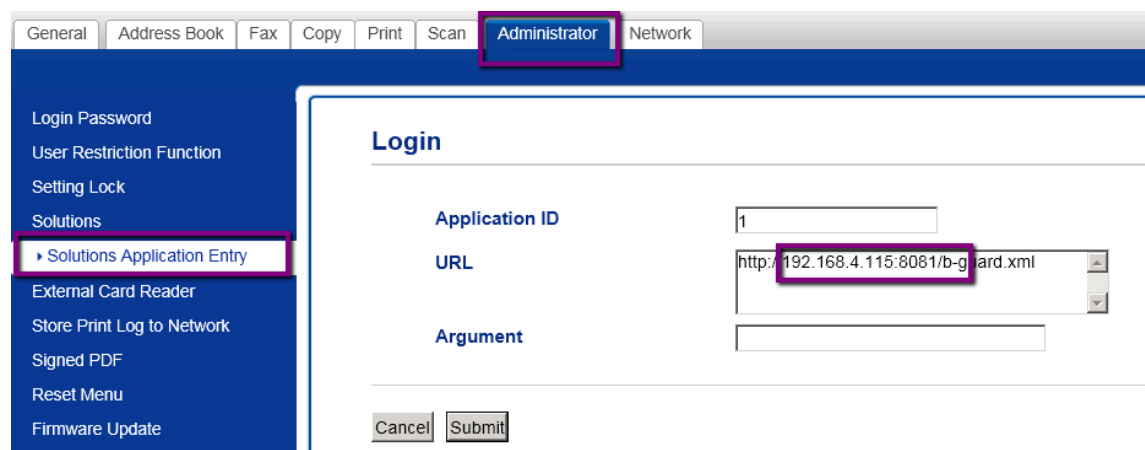 General Address Book Fax Copy Print Scan Administrator Network
Login Password
User Restriction Function
Setting Lock
Solutions
Solutions Application Entry
External Card Reader
Store Print Log to Network
Signed PDF
Reset Menu
Firmware Update
Login
Application ID 1
URL http://192.168.4.115:8081/b-guard.xml
Argument
Cancel Submit